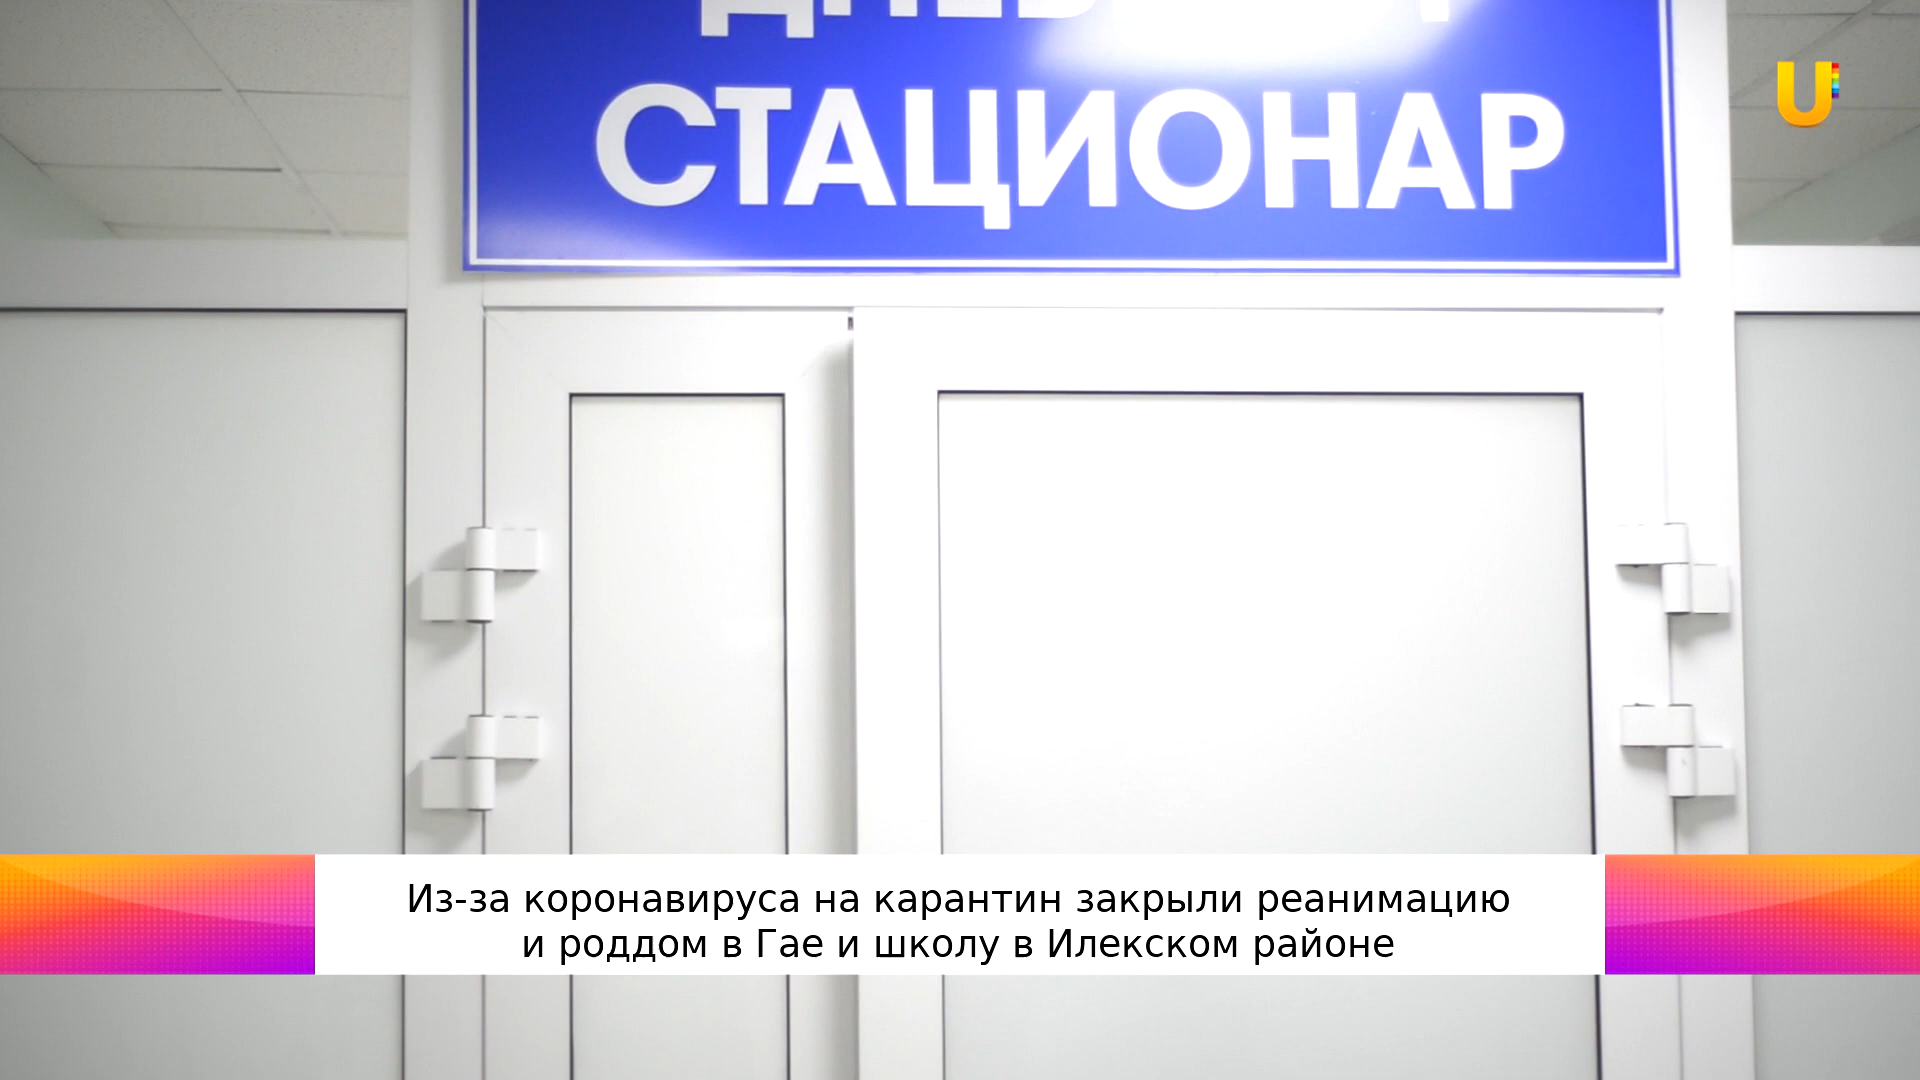 СТАЦИОНАР
U
Из-за коронавируса на карантин закрыли реанимацию
и роддом в Гае и школу в Илекском районе